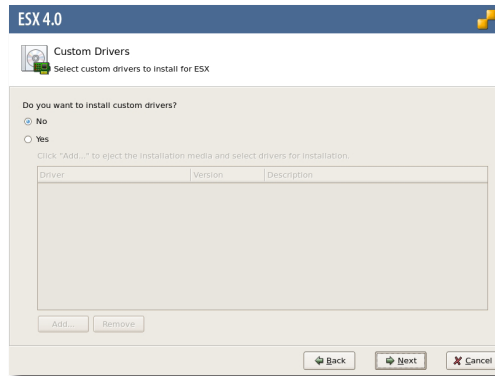 ESX 4.0
Custom Drivers
Select custom drivers to install for ESX
Do you want to install custom drivers?
No
Yes
Click "Add..." to eject the installation media and select drivers for installation.
Driver Version Description
Add... Remove
Back Next Cancel